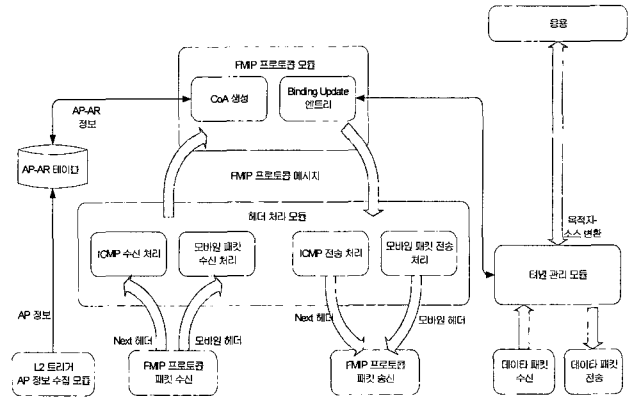 응용
FMIP 프로토콜 모듈
CoA 생성
Binding Update
엔트리
AP-AR
정보
AP-AR 테이블
FMIP 프로토콜 메시지
헤더 처리 모듈
ICMP 수신 처리
모바일 패킷
수신 처리
ICMP 전송 처리
모바일 패킷 전송
처리
목적지-
소스 변환
터널 관리 모듈
AP 정보
Next 헤더
모바일 헤더
Next 헤더
모바일 헤더
L2 트리거
AP 정보 수집 모듈
FMIP 프로토콜
패킷 수신
FMIP 프로토콜
패킷 송신
데이타 패킷
수신
데이타 패킷
전송